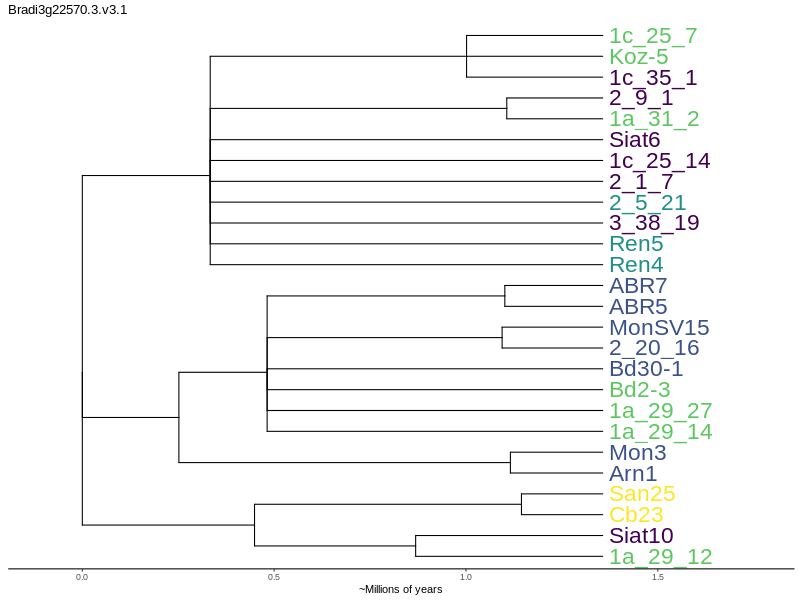 Bradi3g22570.3.v3.1
1c_25_7
Koz-5
1c_35_1
2_9_1
1a_31_2
Siat6
1c_25_14
2_1_7
2_5_21
3_38_19
Ren5
Ren4
ABR7
ABR5
MonSV15
2_20_16
Bd30-1
Bd2-3
1a_29_27
1a_29_14
Mon3
Arn1
San25
Cb23
Siat10
1a_29_12
0.0 0.5 1.0 1.5
~Millions of years